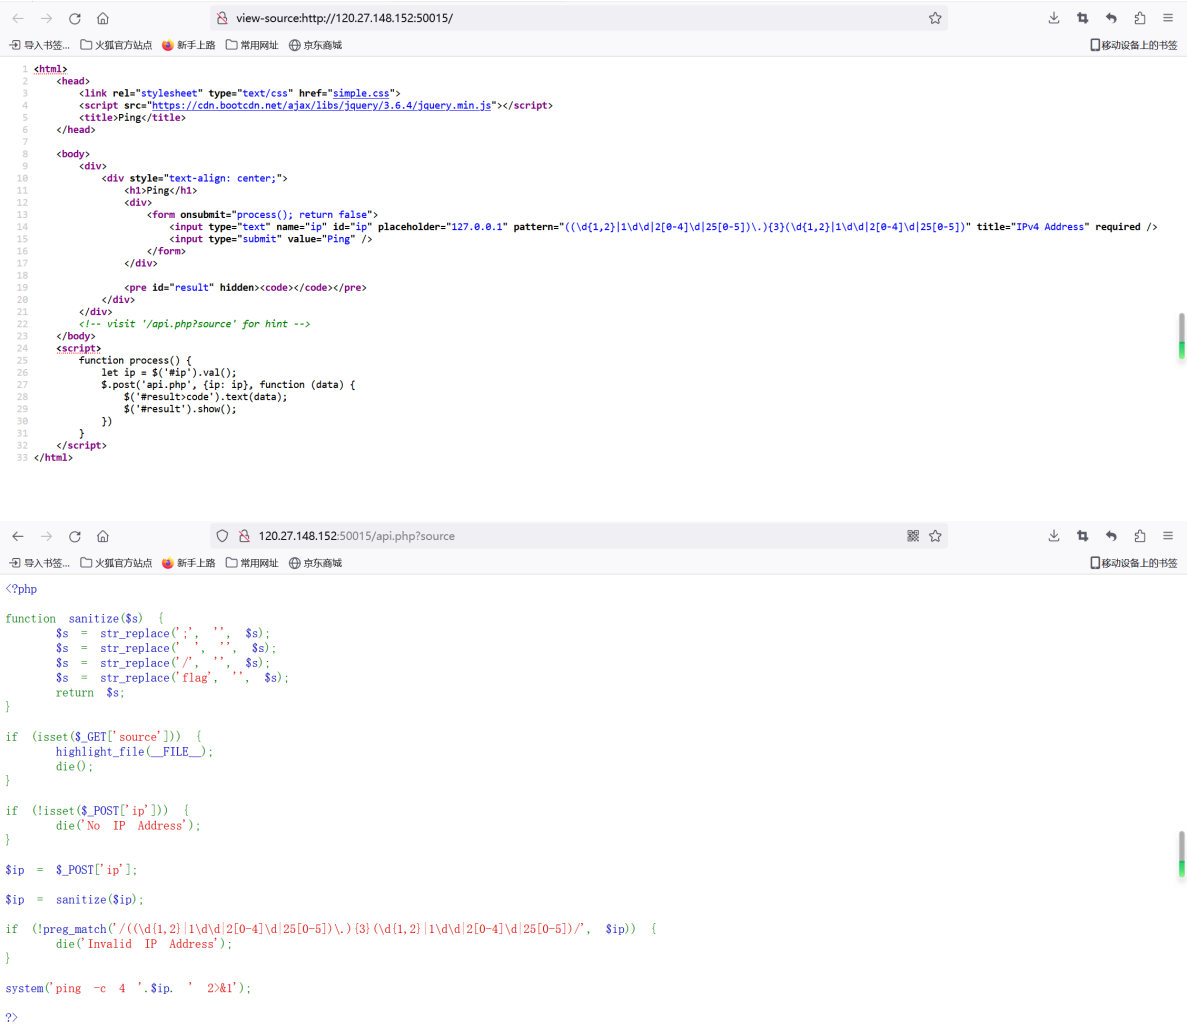 view-source:http://120.27.148.152:50015/
导入书签... 火狐官方站点 新手上路 常用网址 京东商城 移动设备上的书签
1 <html>
2 <head>
3 <link rel="stylesheet" type="text/css" href="simple.css">
4 <script src="https://cdn.bootcdn.net/ajax/libs/jquery/3.6.4/jquery.min.js"></script>
5 <title>Ping</title>
6 </head>
7
8 <body>
9 <div>
10 <div style="text-align: center;">
11 <h1>Ping</h1>
12 <div>
13 <form onsubmit="process(); return false">
14 <input type="text" name="ip" id="ip" placeholder="127.0.0.1" pattern="((\d{1,2}|1\d\d|2[0-4]\d|25[0-5])\.){3}(\d{1,2}|1\d\d|2[0-4]\d|25[0-5])" title="IPv4 Address" required />
15 <input type="submit" value="Ping" />
16 </form>
17 </div>
18
19 <pre id="result" hidden><code></code></pre>
20 </div>
21 </div>
22 <!-- visit '/api.php?source' for hint -->
23 </body>
24 <script>
25 function process() {
26 let ip = $('#ip').val();
27 $.post('api.php', {ip: ip}, function (data) {
28 $('#result>code').text(data);
29 $('#result').show();
30 })
31 }
32 </script>
33 </html>
120.27.148.152:50015/api.php?source
导入书签... 火狐官方站点 新手上路 常用网址 京东商城 移动设备上的书签
<?php
function sanitize($s) {
$s = str_replace(';', '', $s);
$s = str_replace(' ', '', $s);
$s = str_replace('/', '', $s);
$s = str_replace('flag', '', $s);
return $s;
}
if (isset($_GET['source'])) {
highlight_file(__FILE__);
die();
}
if (!isset($_POST['ip'])) {
die('No IP Address');
}
$ip = $_POST['ip'];
$ip = sanitize($ip);
if (!preg_match('/((\d{1,2}|1\d\d|2[0-4]\d|25[0-5])\.){3}(\d{1,2}|1\d\d|2[0-4]\d|25[0-5])/', $ip)) {
die('Invalid IP Address');
}
system('ping -c 4 '.$ip. ' 2>&1');
?>